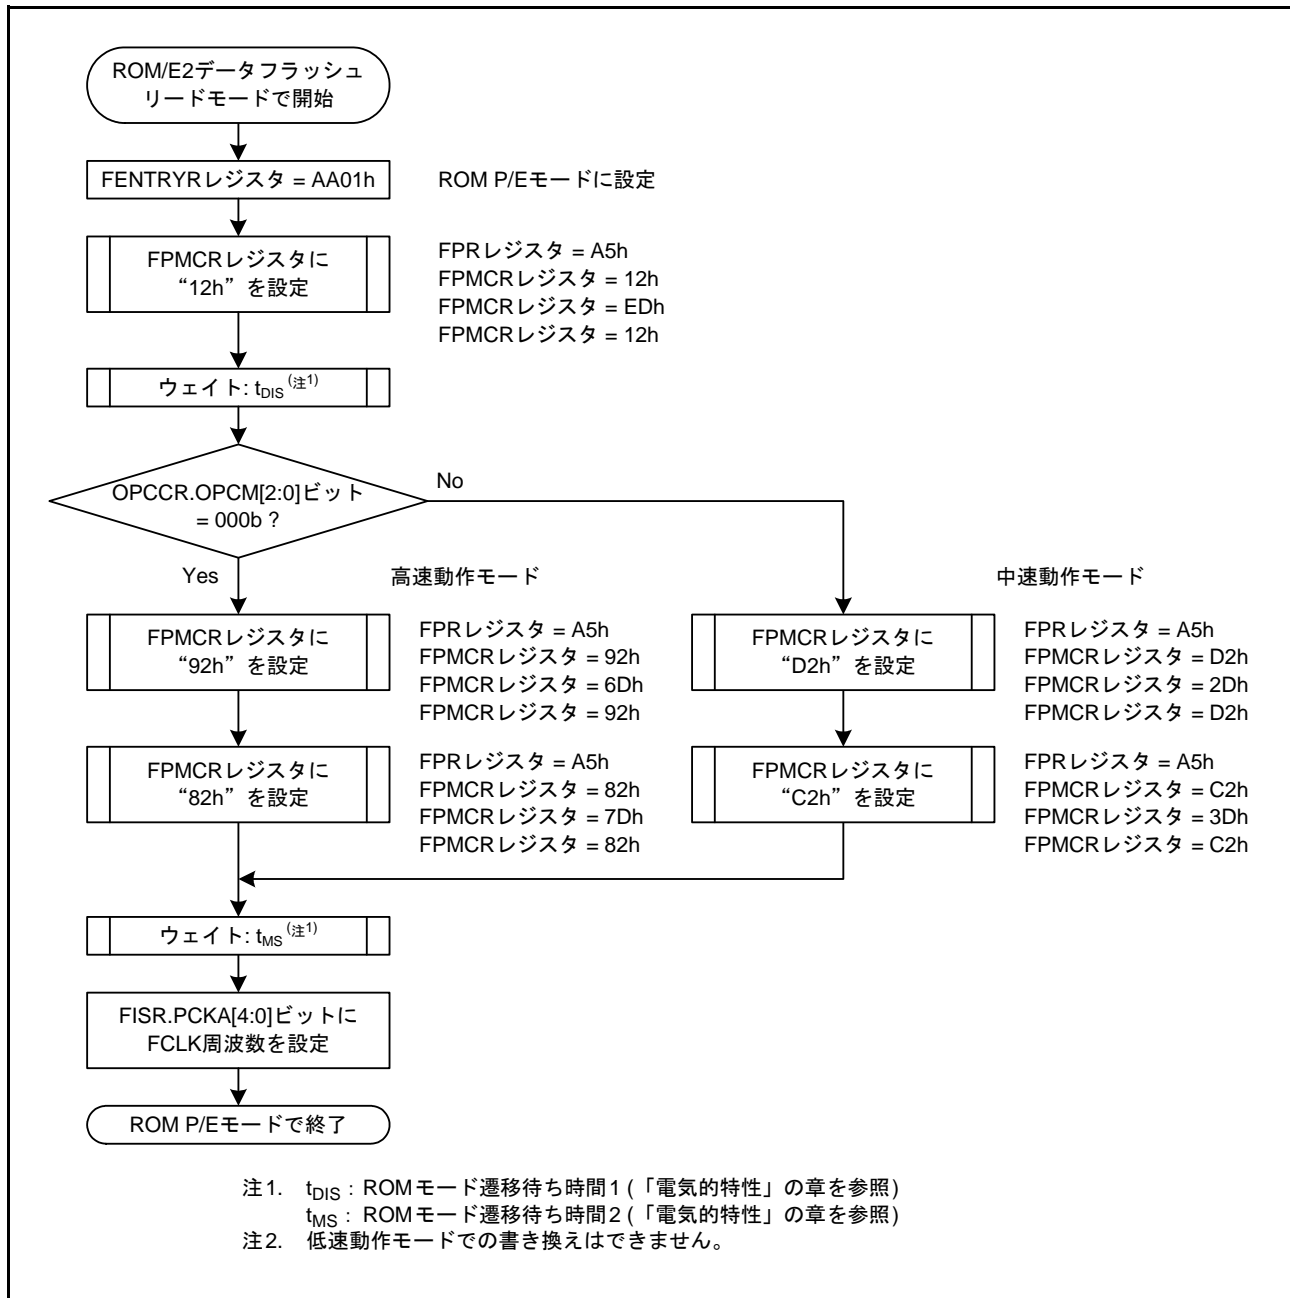 ROM/E2データフラッシュ
リードモードで開始
FENTRYRレジスタ = AA01h
ROM P/Eモードに設定
FPMCRレジスタに
“12h”を設定
FPRレジスタ = A5h
FPMCRレジスタ = 12h
FPMCRレジスタ = EDh
FPMCRレジスタ = 12h
ウェイト: tDIS (注1)
OPCCR.OPCM[2:0]ビット
= 000b ?
No
Yes
高速動作モード
中速動作モード
FPMCRレジスタに
“92h”を設定
FPRレジスタ = A5h
FPMCRレジスタ = 92h
FPMCRレジスタ = 6Dh
FPMCRレジスタ = 92h
FPMCRレジスタに
“D2h”を設定
FPRレジスタ = A5h
FPMCRレジスタ = D2h
FPMCRレジスタ = 2Dh
FPMCRレジスタ = D2h
FPMCRレジスタに
“82h”を設定
FPRレジスタ = A5h
FPMCRレジスタ = 82h
FPMCRレジスタ = 7Dh
FPMCRレジスタ = 82h
FPMCRレジスタに
“C2h”を設定
FPRレジスタ = A5h
FPMCRレジスタ = C2h
FPMCRレジスタ = 3Dh
FPMCRレジスタ = C2h
ウェイト: tMS (注1)
FISR.PCKA[4:0]ビットに
FCLK周波数を設定
ROM P/Eモードで終了
注1. tDIS : ROMモード遷移待ち時間1 (「電気的特性」の章を参照)
tMS : ROMモード遷移待ち時間2 (「電気的特性」の章を参照)
注2. 低速動作モードでの書き換えはできません。